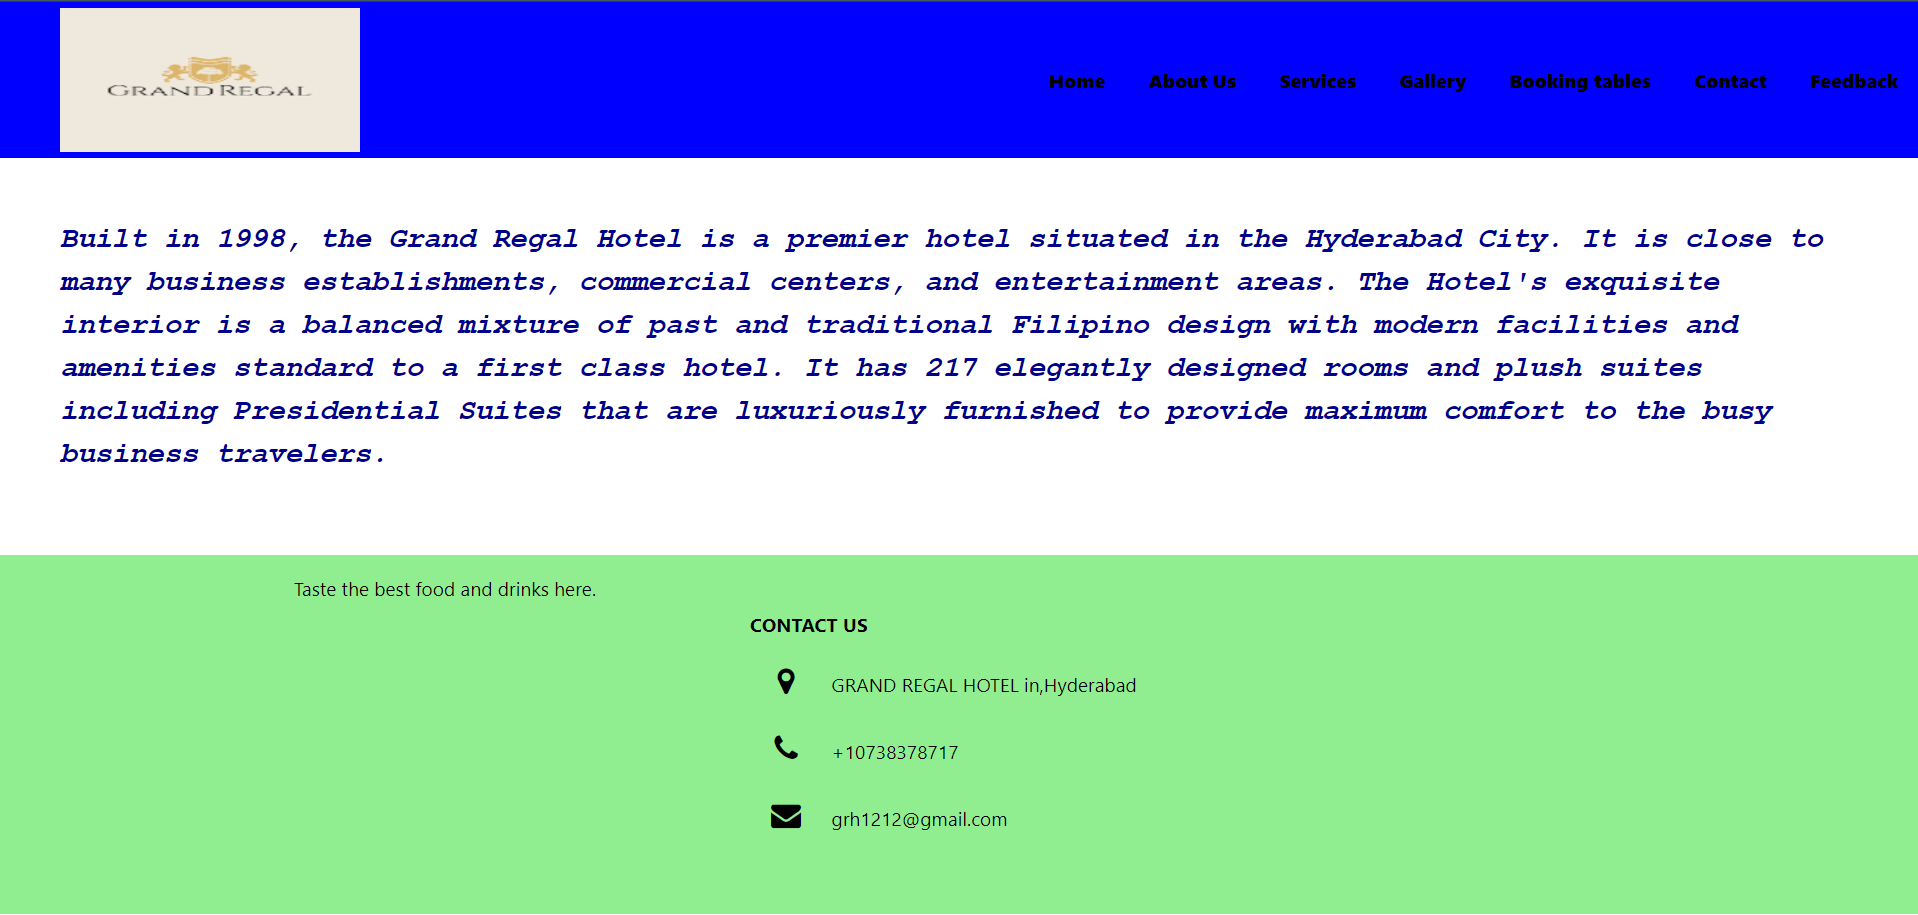 GRAND REGAL
Home About Us Services Gallery Booking tables Contact Feedback
Built in 1998, the Grand Regal Hotel is a premier hotel situated in the Hyderabad City. It is close to
many business establishments, commercial centers, and entertainment areas. The Hotel's exquisite
interior is a balanced mixture of past and traditional Filipino design with modern facilities and
amenities standard to a first class hotel. It has 217 elegantly designed rooms and plush suites
including Presidential Suites that are luxuriously furnished to provide maximum comfort to the busy
business travelers.
Taste the best food and drinks here.
CONTACT US
GRAND REGAL HOTEL in,Hyderabad
+10738378717
grh1212@gmail.com